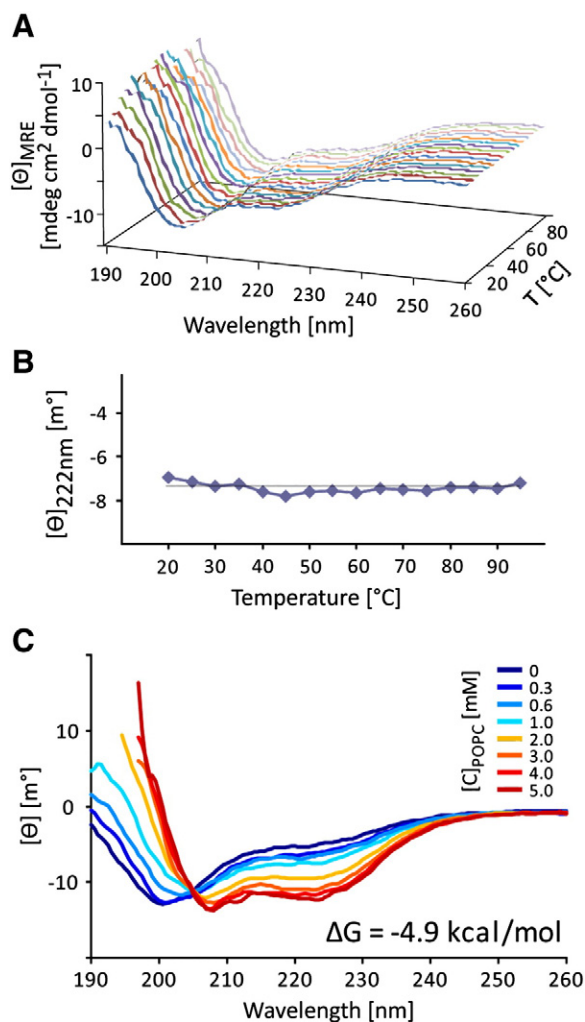 A
[Θ]MRE
[mdeg cm² dmol⁻¹]
10
0
-10
190
200
210
220
230
240
250
260
Wavelength [nm]
20
40
60
80
T [°C]
B
[Θ]222nm [m°]
-4
-6
-8
20 30 40 50 60 70 80 90
Temperature [°C]
C
[Θ] [m°]
10
0
-10
[C]POPC [mM]
0
0.3
0.6
1.0
2.0
3.0
4.0
5.0
ΔG = -4.9 kcal/mol
190 200 210 220 230 240 250 260
Wavelength [nm]